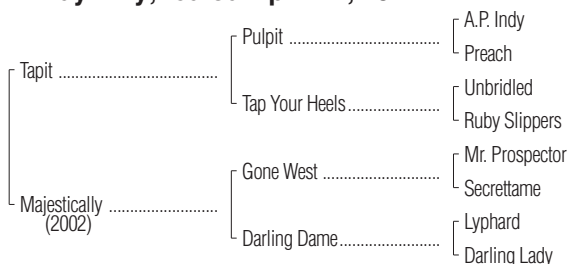 A.P. Indy
Pulpit ........................................
Preach
Tapit ..........................................
Unbridled
Tap Your Heels........................
Ruby Slippers
Mr. Prospector
Gone West ...............................
Secrettame
Majestically .............................
(2002)
Lyphard
Darling Dame..........................
Darling Lady